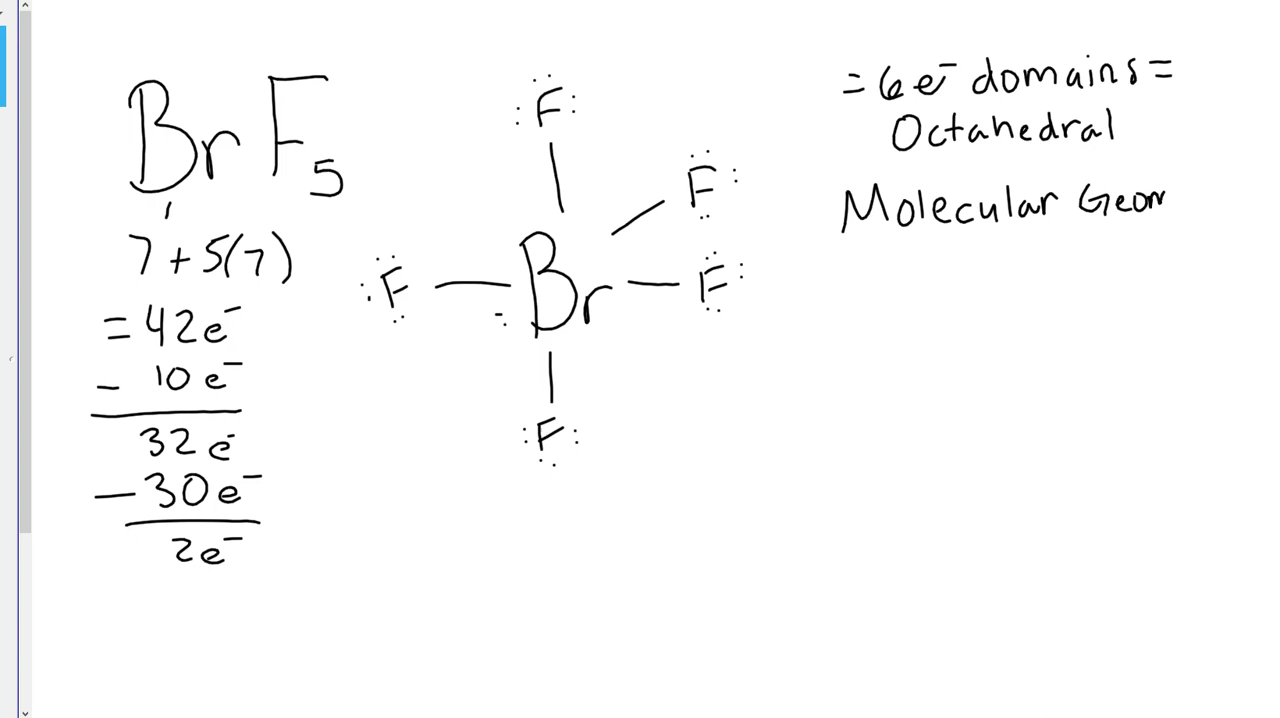 BrF5
7 + 5(7)
= 42e⁻
- 10e⁻
32e⁻
- 30e⁻
2e⁻
F
F
F
Br
F
F
= 6e⁻ domains =
Octahedral
Molecular Geom